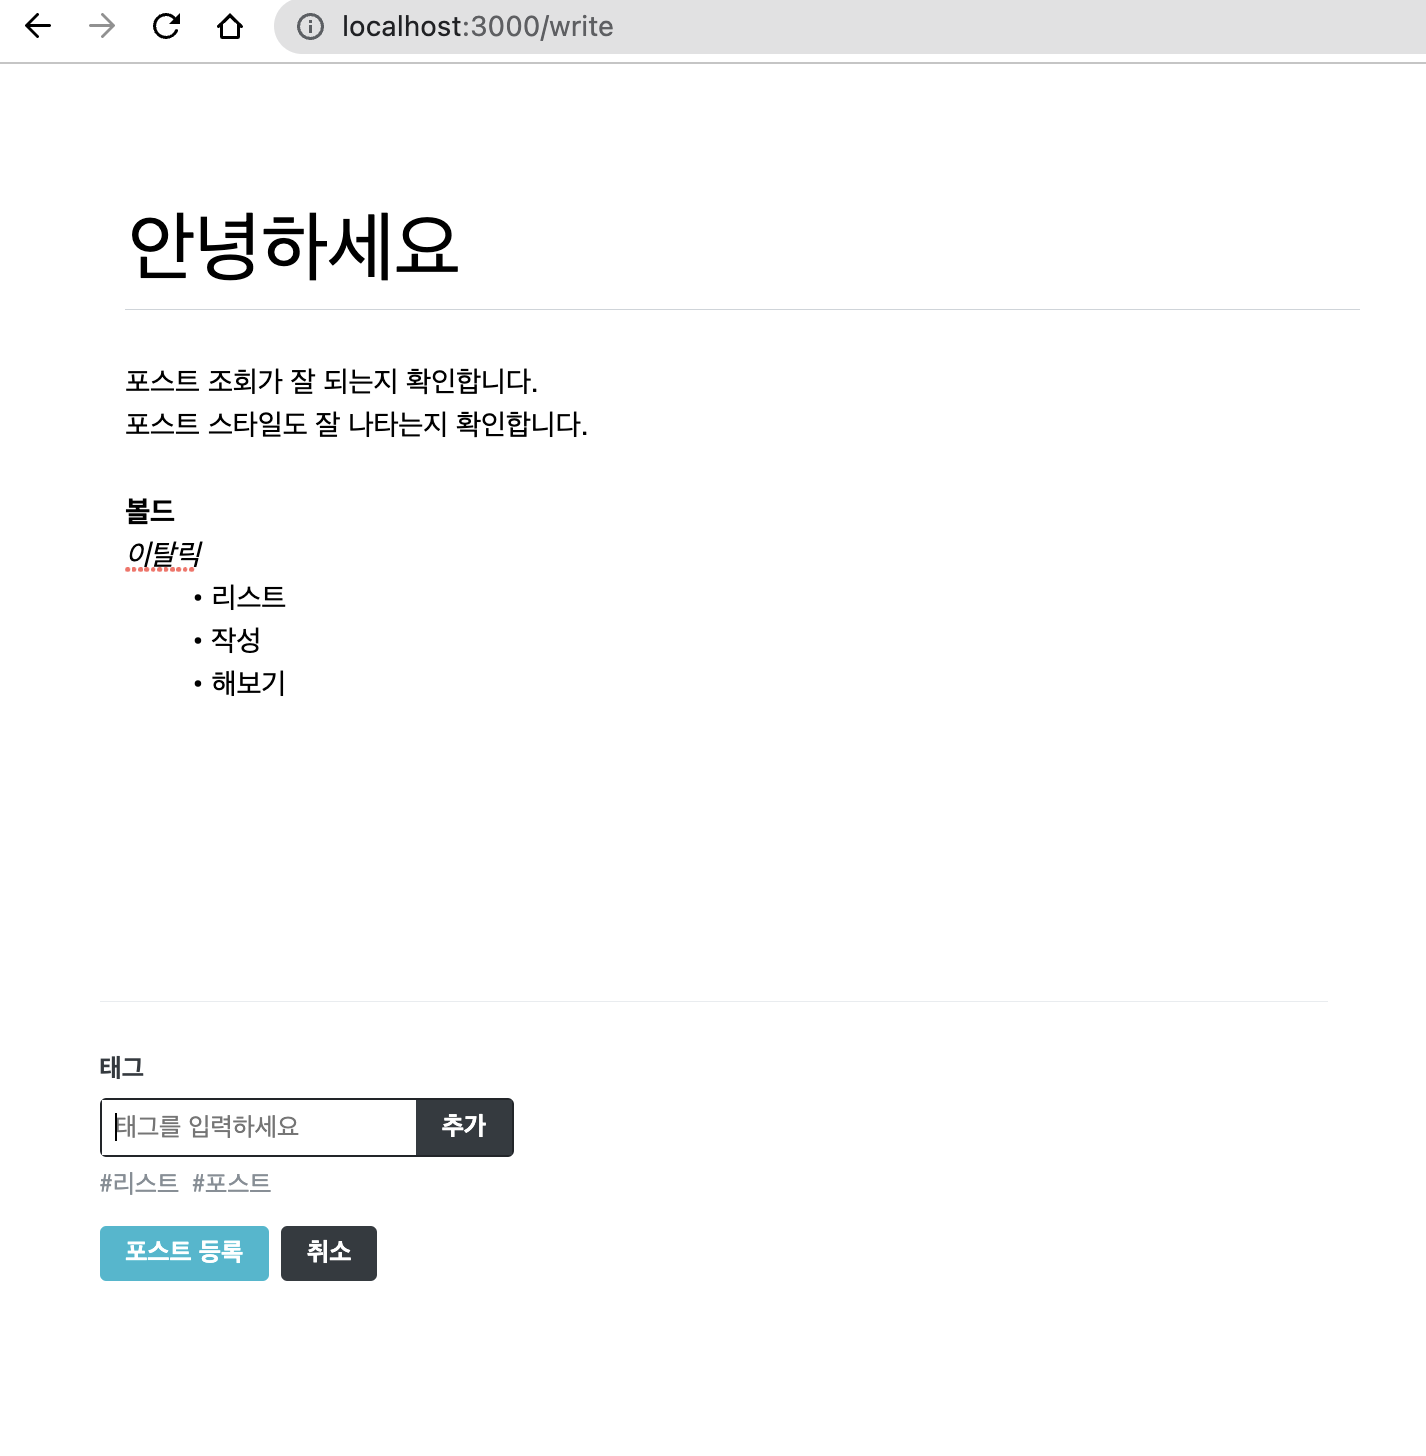 localhost:3000/write
안녕하세요
포스트 조회가 잘 되는지 확인합니다.
포스트 스타일도 잘 나타는지 확인합니다.
볼드
이탈릭
• 리스트
• 작성
• 해보기
태그
태그를 입력하세요 추가
#리스트 #포스트
포스트 등록 취소